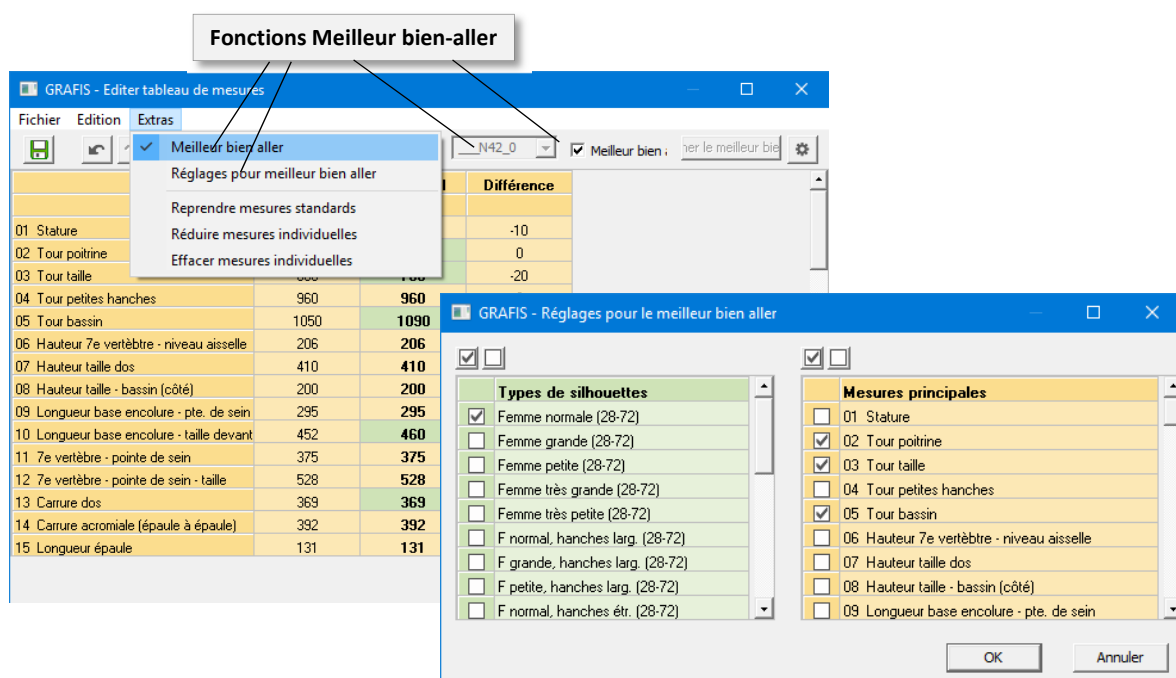 Fonctions Meilleur bien-aller
GRAFIS - Editer tableau de mesures
Fichier Edition Extras
Meilleur bien aller
Réglages pour meilleur bien aller
Reprendre mesures standards
Réduire mesures individuelles
Effacer mesures individuelles
___N42_0 Meilleur bien a her le meilleur bie
Différence
01 Stature -10
02 Tour poitrine 0
03 Tour taille -20
04 Tour petites hanches 960 960
05 Tour bassin 1050 1090
06 Hauteur 7e vertèbtre - niveau aisselle 206 206
07 Hauteur taille dos 410 410
08 Hauteur taille - bassin (côté) 200 200
09 Longueur base encolure - pte. de sein 295 295
10 Longueur base encolure - taille devant 452 460
11 7e vertèbre - pointe de sein 375 375
12 7e vertèbre - pointe de sein - taille 528 528
13 Carrure dos 369 369
14 Carrure acromiale (épaule à épaule) 392 392
15 Longueur épaule 131 131
GRAFIS - Réglages pour le meilleur bien aller
Types de silhouettes
Femme normale (28-72)
Femme grande (28-72)
Femme petite (28-72)
Femme très grande (28-72)
Femme très petite (28-72)
F normal, hanches larg. (28-72)
F grande, hanches larg. (28-72)
F petite, hanches larg. (28-72)
F normal, hanches étr. (28-72)
Mesures principales
01 Stature
02 Tour poitrine
03 Tour taille
04 Tour petites hanches
05 Tour bassin
06 Hauteur 7e vertèbtre - niveau aisselle
07 Hauteur taille dos
08 Hauteur taille - bassin (côté)
09 Longueur base encolure - pte. de sein
OK Annuler